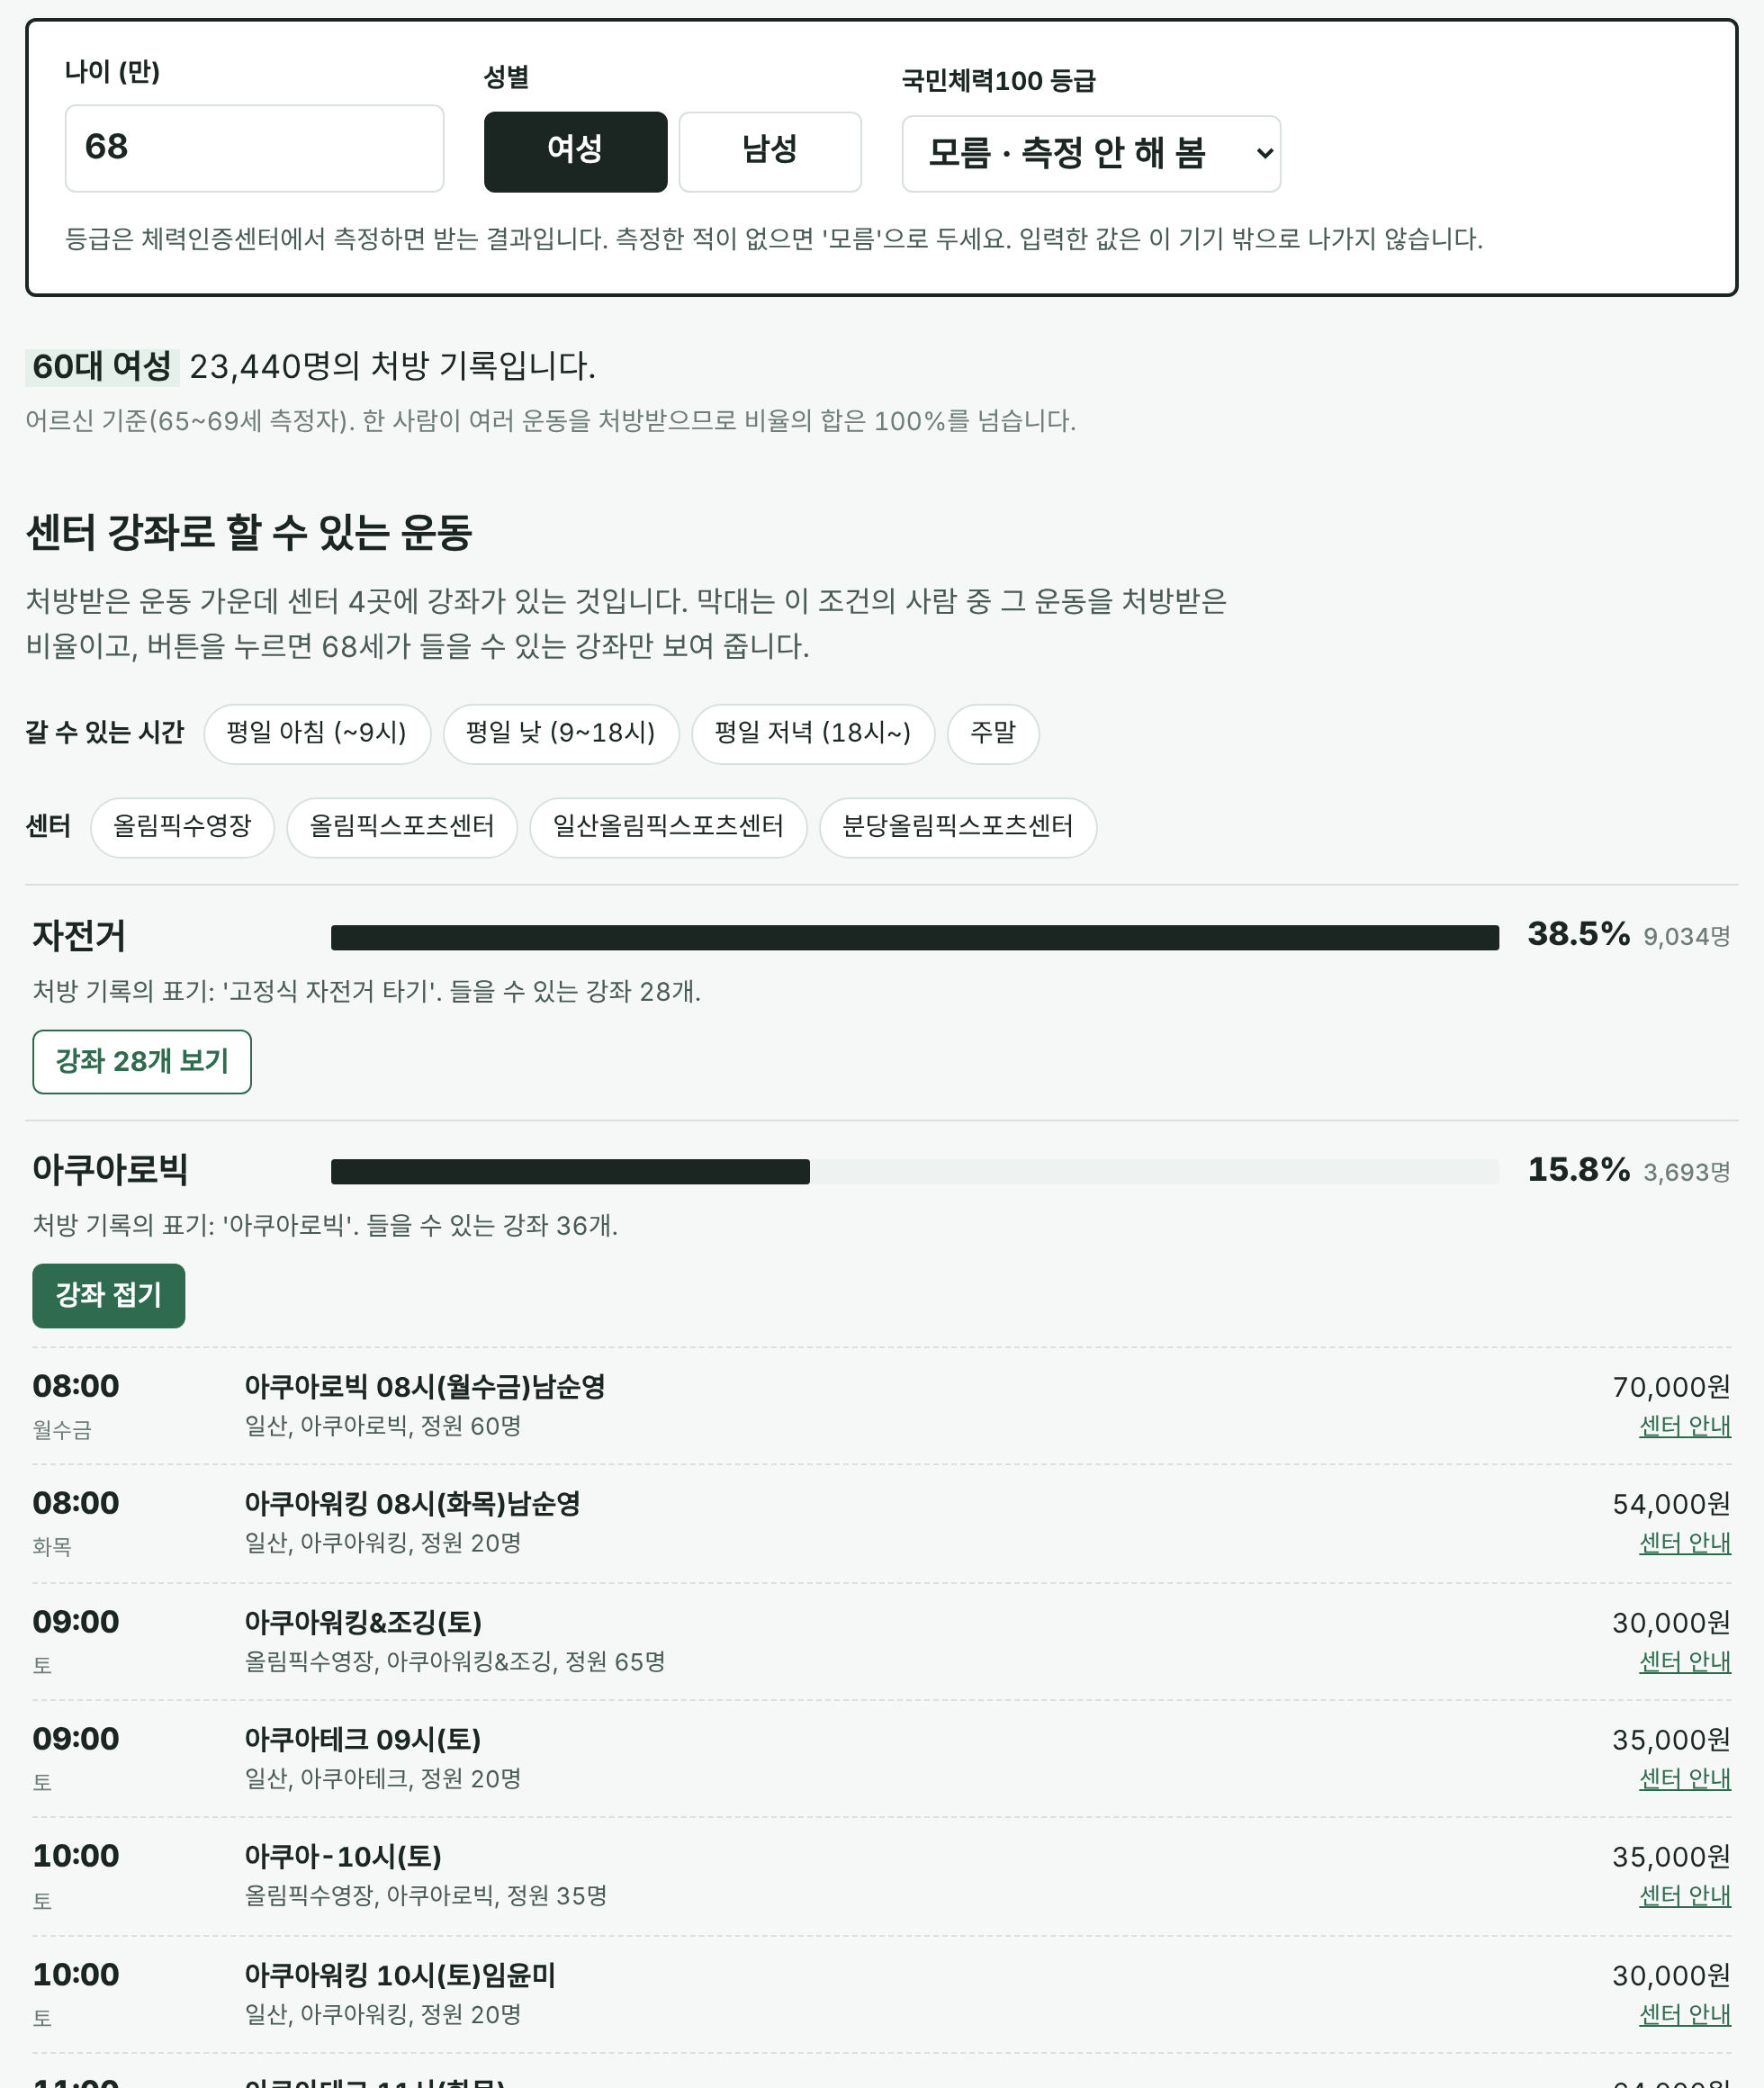 나이 (만)
성별
국민체력100 등급
68
여성
남성
모름 · 측정 안 해 봄
등급은 체력인증센터에서 측정하면 받는 결과입니다. 측정한 적이 없으면 '모름'으로 두세요. 입력한 값은 이 기기 밖으로 나가지 않습니다.
60대 여성 23,440명의 처방 기록입니다.
어르신 기준(65~69세 측정자). 한 사람이 여러 운동을 처방받으므로 비율의 합은 100%를 넘습니다.
센터 강좌로 할 수 있는 운동
처방받은 운동 가운데 센터 4곳에 강좌가 있는 것입니다. 막대는 이 조건의 사람 중 그 운동을 처방받은
비율이고, 버튼을 누르면 68세가 들을 수 있는 강좌만 보여 줍니다.
갈 수 있는 시간 평일 아침 (~9시) 평일 낮 (9~18시) 평일 저녁 (18시~) 주말
센터 올림픽수영장 올림픽스포츠센터 일산올림픽스포츠센터 분당올림픽스포츠센터
자전거 38.5% 9,034명
처방 기록의 표기: '고정식 자전거 타기'. 들을 수 있는 강좌 28개.
강좌 28개 보기
아쿠아로빅 15.8% 3,693명
처방 기록의 표기: '아쿠아로빅'. 들을 수 있는 강좌 36개.
강좌 접기
08:00 아쿠아로빅 08시(월수금)남순영 70,000원
월수금 일산, 아쿠아로빅, 정원 60명 센터 안내
08:00 아쿠아워킹 08시(화목)남순영 54,000원
화목 일산, 아쿠아워킹, 정원 20명 센터 안내
09:00 아쿠아워킹&조깅(토) 30,000원
토 올림픽수영장, 아쿠아워킹&조깅, 정원 65명 센터 안내
09:00 아쿠아테크 09시(토) 35,000원
토 일산, 아쿠아테크, 정원 20명 센터 안내
10:00 아쿠아-10시(토) 35,000원
토 올림픽수영장, 아쿠아로빅, 정원 35명 센터 안내
10:00 아쿠아워킹 10시(토)임윤미 30,000원
토 일산, 아쿠아워킹, 정원 20명 센터 안내